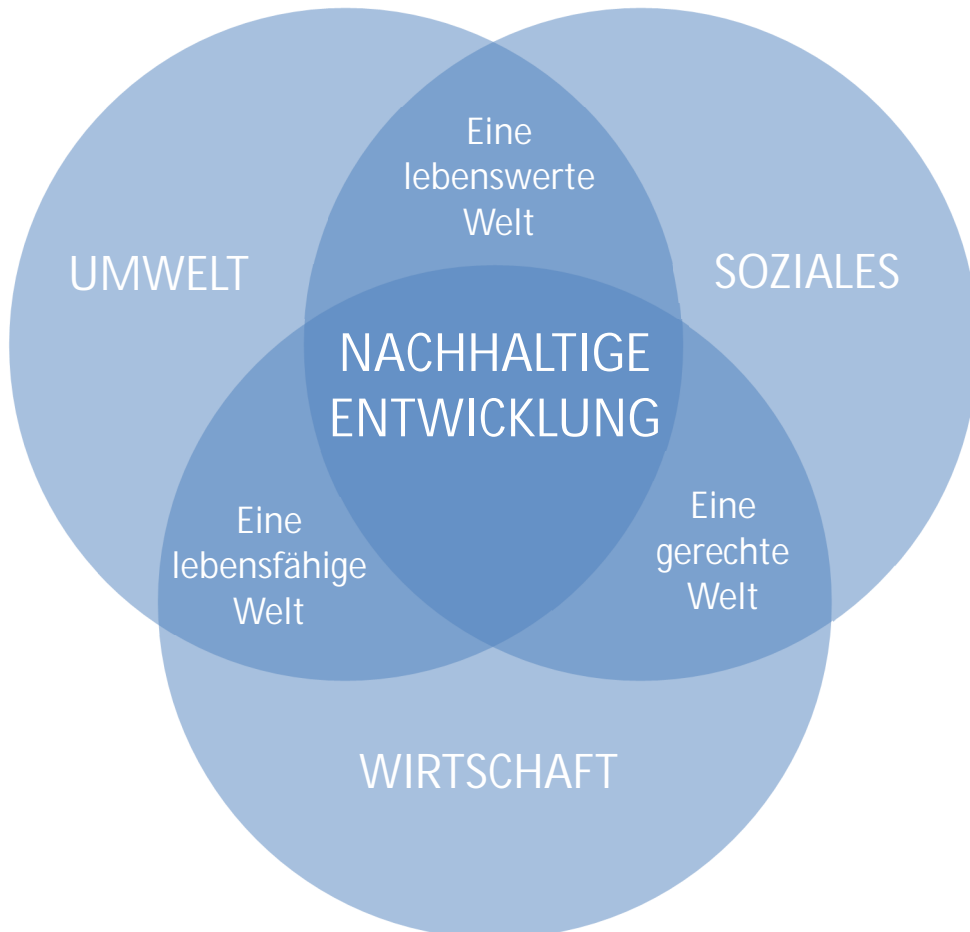 Eine
lebenswerte
Welt
UMWELT
SOZIALES
NACHHALTIGE
ENTWICKLUNG
Eine
lebensfähige
Welt
Eine
gerechte
Welt
WIRTSCHAFT